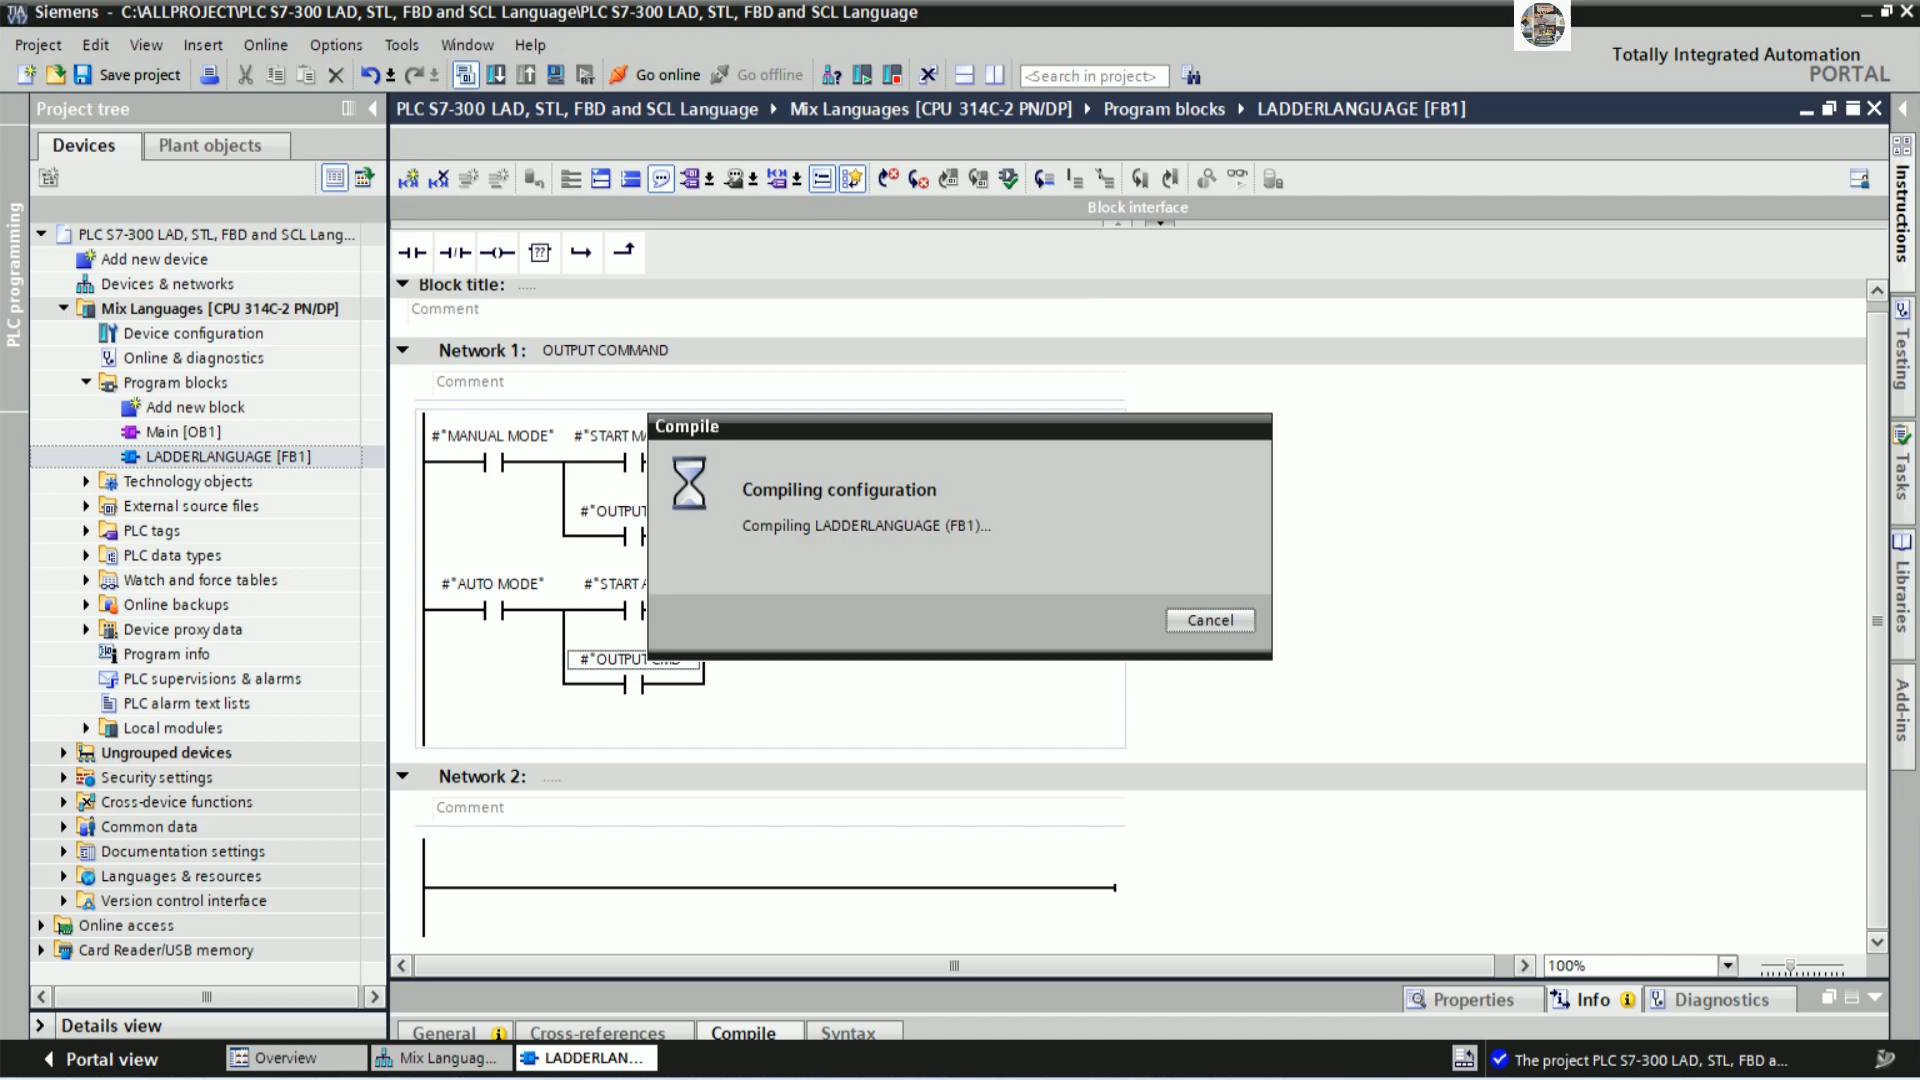 Siemens - C:\ALLPROJECT\PLC S7-300 LAD, STL, FBD and SCL Language\PLC S7-300 LAD, STL, FBD and SCL Language
Project Edit View Insert Online Options Tools Window Help
Totally Integrated Automation
PORTAL
Save project
Go online
Go offline
<Search in project>
Project tree
PLC S7-300 LAD, STL, FBD and SCL Language Mix Languages [CPU 314C-2 PN/DP] Program blocks LADDERLANGUAGE [FB1]
Devices
Plant objects
Block interface
PLC programming
PLC S7-300 LAD, STL, FBD and SCL Lang...
Add new device
Devices & networks
Mix Languages [CPU 314C-2 PN/DP]
Device configuration
Online & diagnostics
Program blocks
Add new block
Main [OB1]
LADDERLANGUAGE [FB1]
Technology objects
External source files
PLC tags
PLC data types
Watch and force tables
Online backups
Device proxy data
Program info
PLC supervisions & alarms
PLC alarm text lists
Local modules
Ungrouped devices
Security settings
Cross-device functions
Common data
Documentation settings
Languages & resources
Version control interface
Online access
Card Reader/USB memory
Details view
??
Block title: .....
Comment
Network 1: OUTPUT COMMAND
Comment
#"MANUAL MODE" #"START M
#"OUTPUT
#"AUTO MODE" #"START A
#"OUTPUT CMD"
Compile
Compiling configuration
Compiling LADDERLANGUAGE (FB1)...
Cancel
Network 2: .....
Comment
100%
Properties
Info
Diagnostics
General
Cross-references
Compile
Syntax
Instructions
Testing
Tasks
Libraries
Add-ins
Portal view
Overview
Mix Languag...
LADDERLAN...
The project PLC S7-300 LAD, STL, FBD a...